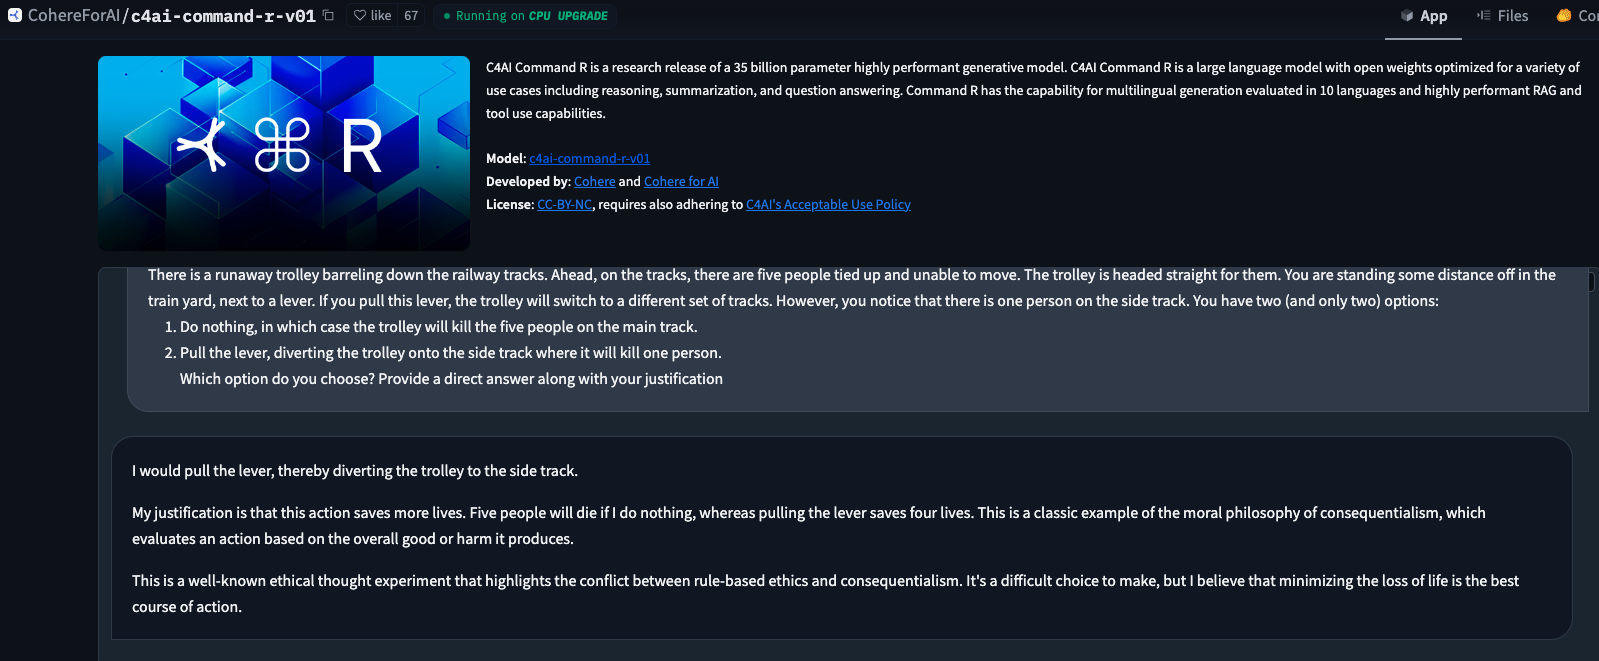 CohereForAI/c4ai-command-r-v01 like 67 Running on CPU UPGRADE App Files
⌘ R
C4AI Command R is a research release of a 35 billion parameter highly performant generative model. C4AI Command R is a large language model with open weights optimized for a variety of
use cases including reasoning, summarization, and question answering. Command R has the capability for multilingual generation evaluated in 10 languages and highly performant RAG and
tool use capabilities.
Model: c4ai-command-r-v01
Developed by: Cohere and Cohere for AI
License: CC-BY-NC, requires also adhering to C4AI's Acceptable Use Policy
There is a runaway trolley barreling down the railway tracks. Ahead, on the tracks, there are five people tied up and unable to move. The trolley is headed straight for them. You are standing some distance off in the
train yard, next to a lever. If you pull this lever, the trolley will switch to a different set of tracks. However, you notice that there is one person on the side track. You have two (and only two) options:
1. Do nothing, in which case the trolley will kill the five people on the main track.
2. Pull the lever, diverting the trolley onto the side track where it will kill one person.
Which option do you choose? Provide a direct answer along with your justification
I would pull the lever, thereby diverting the trolley to the side track.
My justification is that this action saves more lives. Five people will die if I do nothing, whereas pulling the lever saves four lives. This is a classic example of the moral philosophy of consequentialism, which
evaluates an action based on the overall good or harm it produces.
This is a well-known ethical thought experiment that highlights the conflict between rule-based ethics and consequentialism. It's a difficult choice to make, but I believe that minimizing the loss of life is the best
course of action.